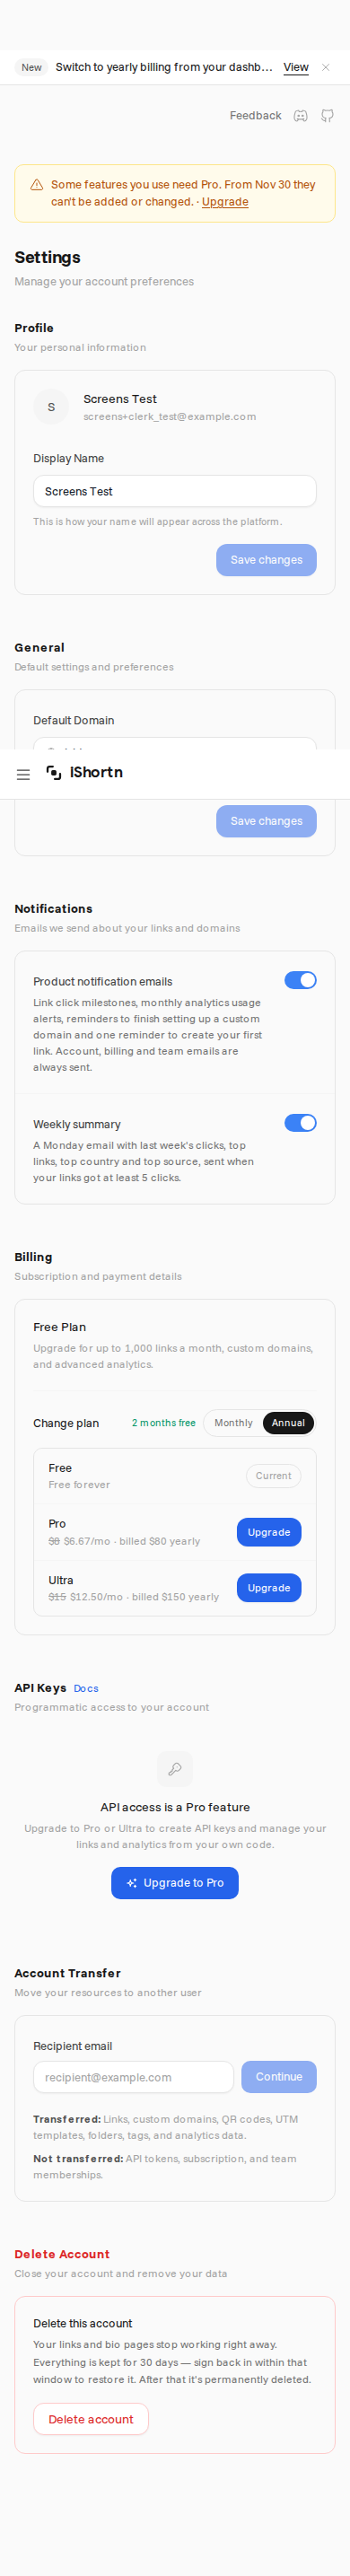 New Switch to yearly billing from your dashb... View
Feedback
Some features you use need Pro. From Nov 30 they
can't be added or changed. · Upgrade
Settings
Manage your account preferences
Profile
Your personal information
S
Screens Test
screens+clerk_test@example.com
Display Name
Screens Test
This is how your name will appear across the platform.
Save changes
General
Default settings and preferences
Default Domain
IShortn
Save changes
Notifications
Emails we send about your links and domains
Product notification emails
Link click milestones, monthly analytics usage
alerts, reminders to finish setting up a custom
domain and one reminder to create your first
link. Account, billing and team emails are
always sent.
Weekly summary
A Monday email with last week's clicks, top
links, top country and top source, sent when
your links got at least 5 clicks.
Billing
Subscription and payment details
Free Plan
Upgrade for up to 1,000 links a month, custom domains,
and advanced analytics.
Change plan 2 months free Monthly Annual
Free
Free forever
Current
Pro
$8 $6.67/mo · billed $80 yearly
Upgrade
Ultra
$15 $12.50/mo · billed $150 yearly
Upgrade
API Keys Docs
Programmatic access to your account
API access is a Pro feature
Upgrade to Pro or Ultra to create API keys and manage your
links and analytics from your own code.
Upgrade to Pro
Account Transfer
Move your resources to another user
Recipient email
recipient@example.com Continue
Transferred: Links, custom domains, QR codes, UTM
templates, folders, tags, and analytics data.
Not transferred: API tokens, subscription, and team
memberships.
Delete Account
Close your account and remove your data
Delete this account
Your links and bio pages stop working right away.
Everything is kept for 30 days — sign back in within that
window to restore it. After that it's permanently deleted.
Delete account